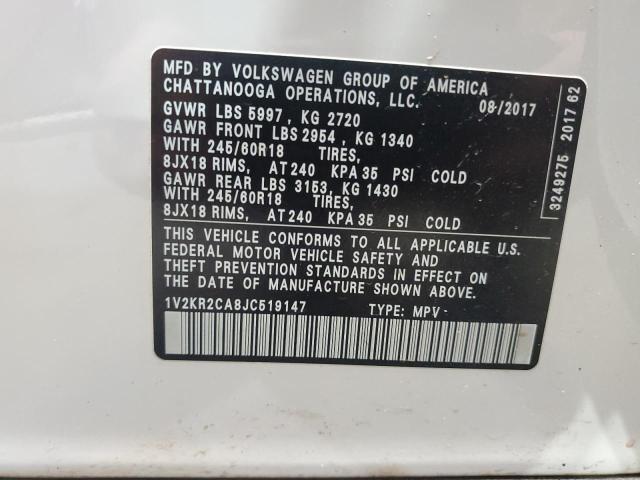 MFD BY VOLKSWAGEN GROUP OF AMERICA
CHATTANOOGA OPERATIONS, LLC.
08/2017
GVWR LBS 5997, KG 2720
GAWR FRONT LBS 2954, KG 1340
WITH 245/60R18 TIRES,
8JX18 RIMS, AT 240 KPA 35 PSI COLD
GAWR REAR LBS 3153, KG 1430
WITH 245/60R18 TIRES,
8JX18 RIMS, AT 240 KPA 35 PSI COLD
THIS VEHICLE CONFORMS TO ALL APPLICABLE U.S.
FEDERAL MOTOR VEHICLE SAFETY AND
THEFT PREVENTION STANDARDS IN EFFECT ON
THE DATE OF MANUFACTURE SHOWN ABOVE.
1V2KR2CA8JC519147 TYPE: MPV-
3249275 2017 62